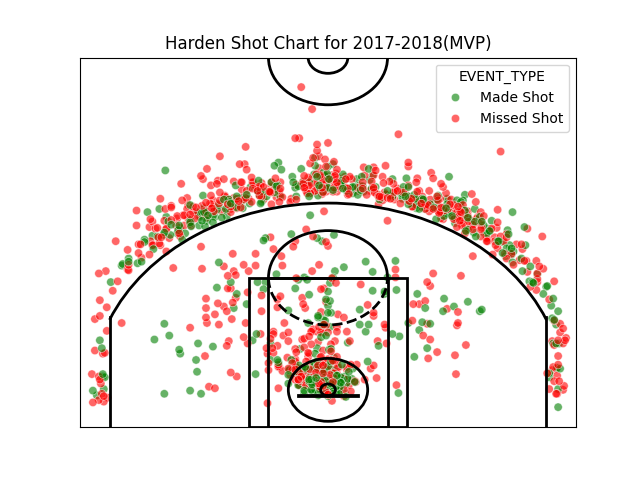 Harden Shot Chart for 2017-2018(MVP)
EVENT_TYPE
Made Shot
Missed Shot